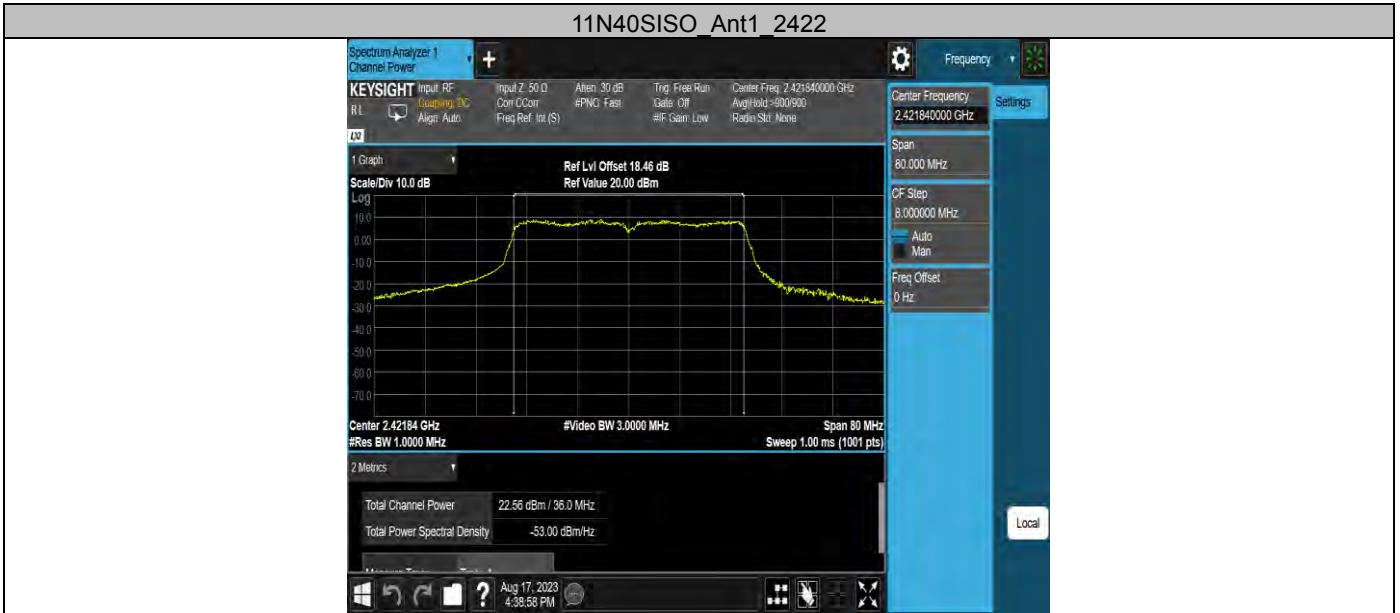 11N40SISO_Ant1_2422
Spectrum Analyzer 1
Channel Power
+
Frequency
KEYSIGHT
Input: RF
Coupling: DC
Align: Auto
RL
LXI
Input Z: 50 Ω
Corr CCorr
Freq Ref: Int (S)
Atten: 30 dB
#PNO: Fast
Trig: Free Run
Gate: Off
#IF Gain: Low
Center Freq: 2.421840000 GHz
Avg|Hold:>900/900
Radio Std: None
Center Frequency
2.421840000 GHz
Settings
Span
80.000 MHz
CF Step
8.000000 MHz
Auto
Man
Freq Offset
0 Hz
1 Graph
Ref Lvl Offset 18.46 dB
Scale/Div 10.0 dB
Ref Value 20.00 dBm
Log
10.0
0.00
-10.0
-20.0
-30.0
-40.0
-50.0
-60.0
-70.0
Center 2.42184 GHz
#Video BW 3.0000 MHz
Span 80 MHz
#Res BW 1.0000 MHz
Sweep 1.00 ms (1001 pts)
2 Metrics
Total Channel Power
22.56 dBm / 36.0 MHz
Total Power Spectral Density
-53.00 dBm/Hz
Local
?
Aug 17, 2023
4:38:58 PM